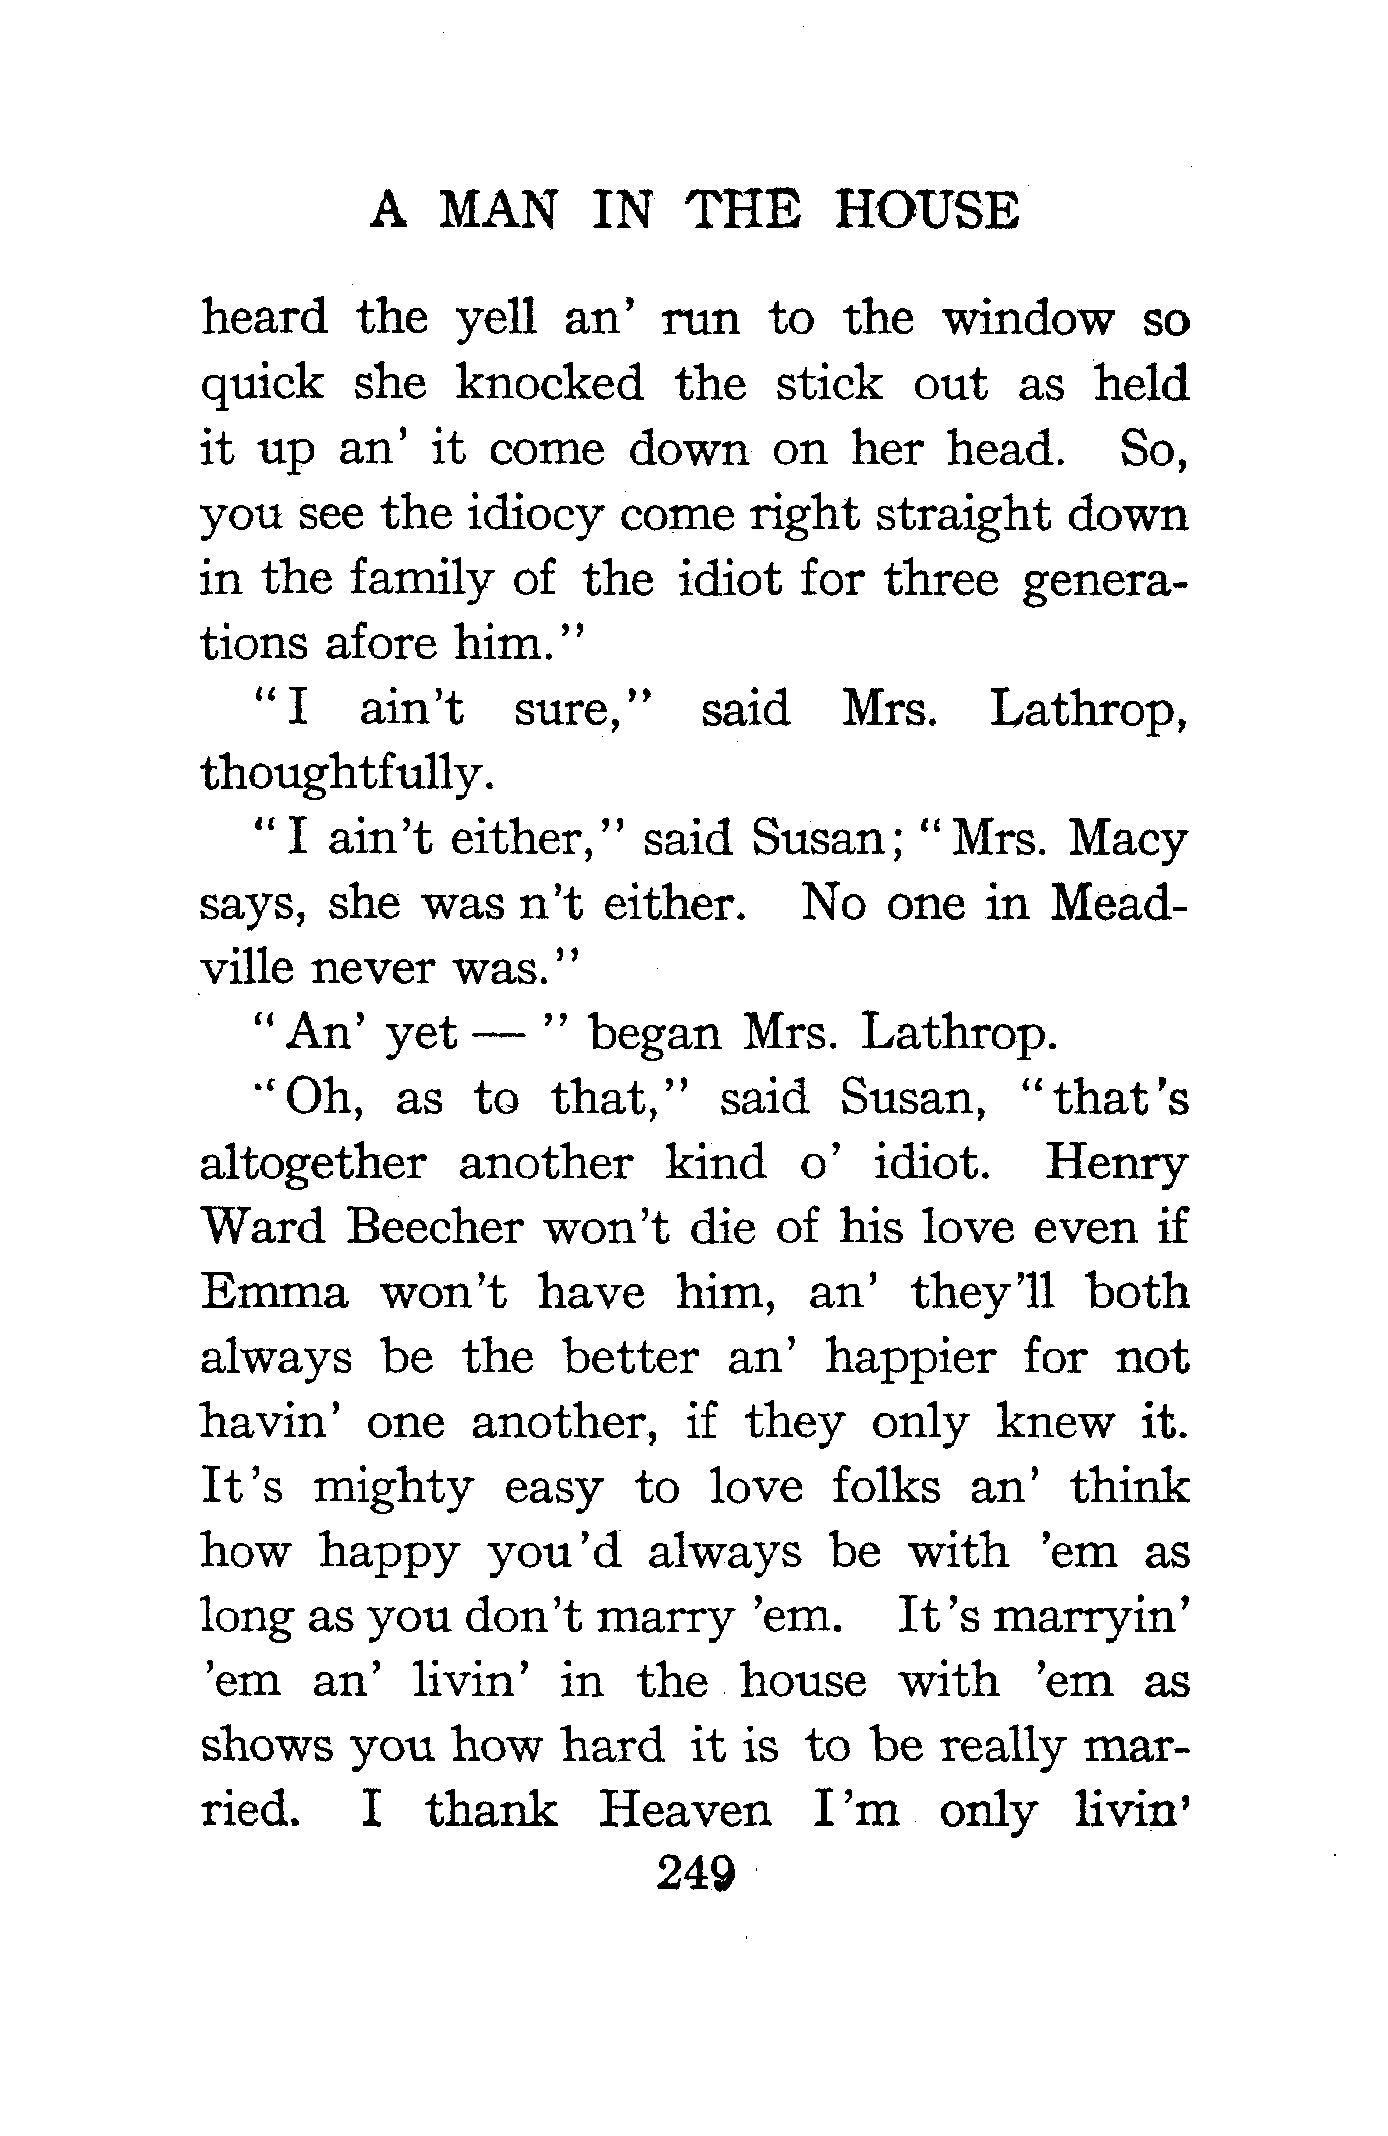 A MAN IN THE HOUSE
heard the yell an' run to the window so
quick she knocked the stick out as held
it up an' it come down on her head. So,
you see the idiocy come right straight down
in the family of the idiot for three genera-
tions afore him."
"I ain't sure," said Mrs. Lathrop,
thoughtfully.
"I ain't either," said Susan; "Mrs. Macy
says, she was n't either. No one in Mead-
ville never was."
"An' yet — " began Mrs. Lathrop.
"Oh, as to that," said Susan, "that's
altogether another kind o' idiot. Henry
Ward Beecher won't die of his love even if
Emma won't have him, an' they'll both
always be the better an' happier for not
havin' one another, if they only knew it.
It's mighty easy to love folks an' think
how happy you'd always be with 'em as
long as you don't marry 'em. It's marryin'
'em an' livin' in the house with 'em as
shows you how hard it is to be really mar-
ried. I thank Heaven I'm only livin'
249